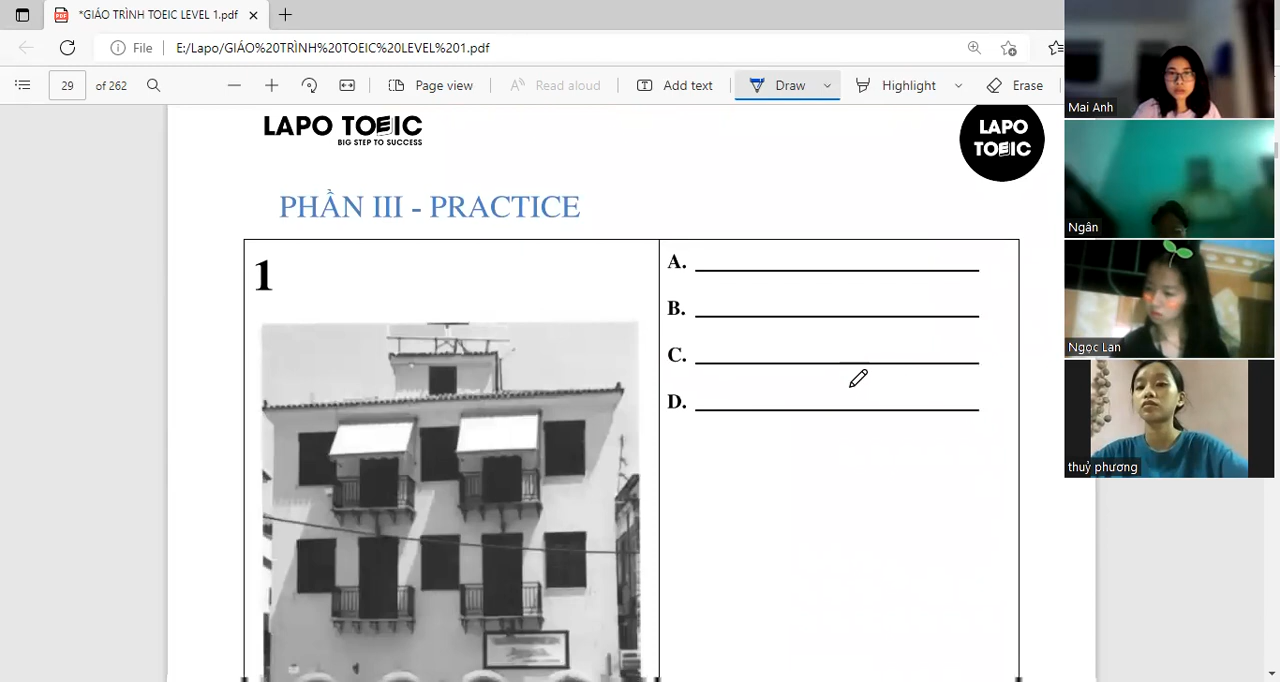 *GIÁO TRÌNH TOEIC LEVEL 1.pdf
File
E:/Lapo/GIÁO%20TRÌNH%20TOEIC%20LEVEL%201.pdf
29 of 262
Page view
Read aloud
Add text
Draw
Highlight
Erase
LAPO TOEIC
BIG STEP TO SUCCESS
LAPO
TOEIC
PHẦN III - PRACTICE
1
A.
B.
C.
D.
Mai Anh
Ngân
Ngọc Lan
thuỷ phương